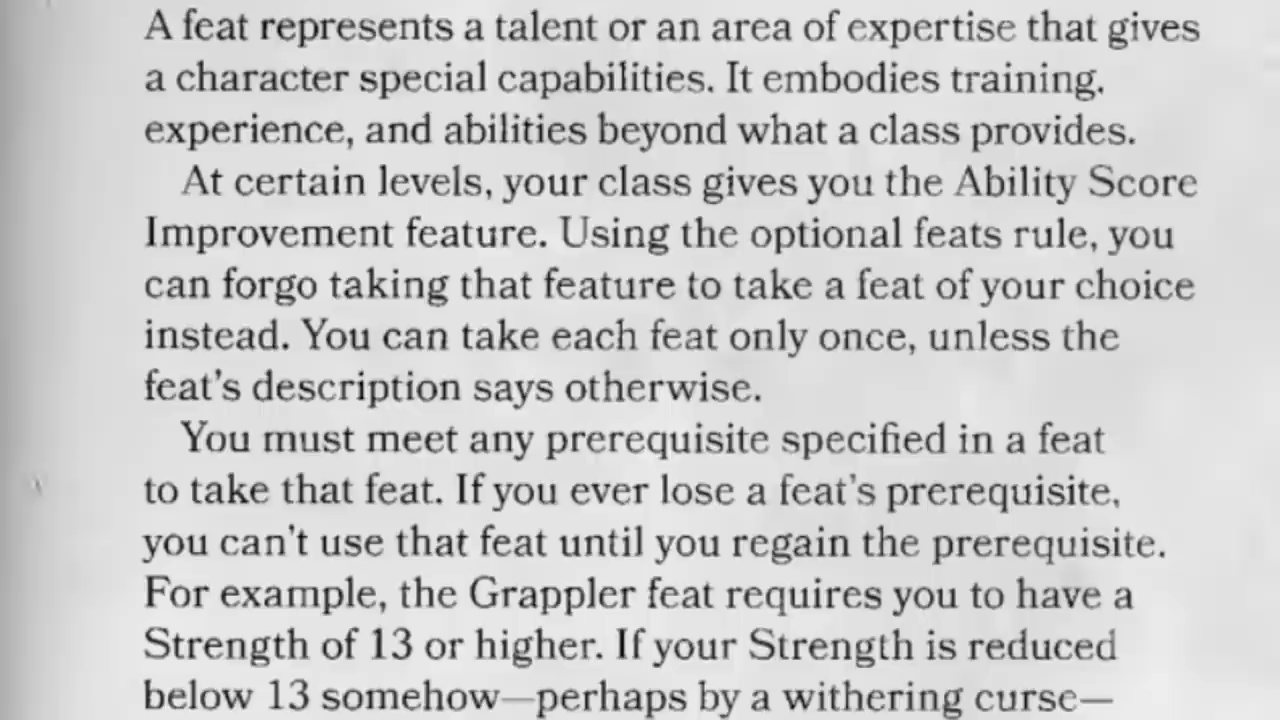 A feat represents a talent or an area of expertise that gives
a character special capabilities. It embodies training,
experience, and abilities beyond what a class provides.
At certain levels, your class gives you the Ability Score
Improvement feature. Using the optional feats rule, you
can forgo taking that feature to take a feat of your choice
instead. You can take each feat only once, unless the
feat's description says otherwise.
You must meet any prerequisite specified in a feat
to take that feat. If you ever lose a feat's prerequisite,
you can't use that feat until you regain the prerequisite.
For example, the Grappler feat requires you to have a
Strength of 13 or higher. If your Strength is reduced
below 13 somehow—perhaps by a withering curse—